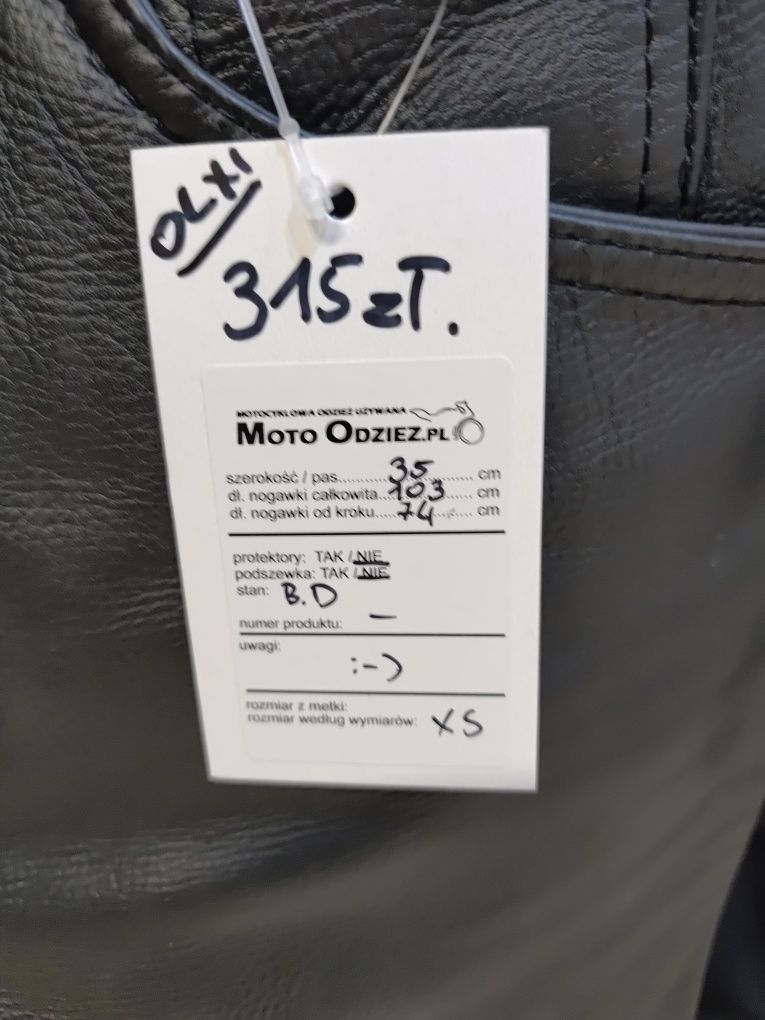 OLX!
315 zł.
MOTOCYKLOWA ODZIEŻ UŻYWANA
MOTO ODZIEZ.PL
szerokość / pas............35............ cm
dł. nogawki całkowita...103...... cm
dł. nogawki od kroku.....74....... cm
protektory: TAK / NIE
podszewka: TAK / NIE
stan: B.D
numer produktu: —
uwagi:
:-)
rozmiar z metki:
rozmiar według wymiarów: XS